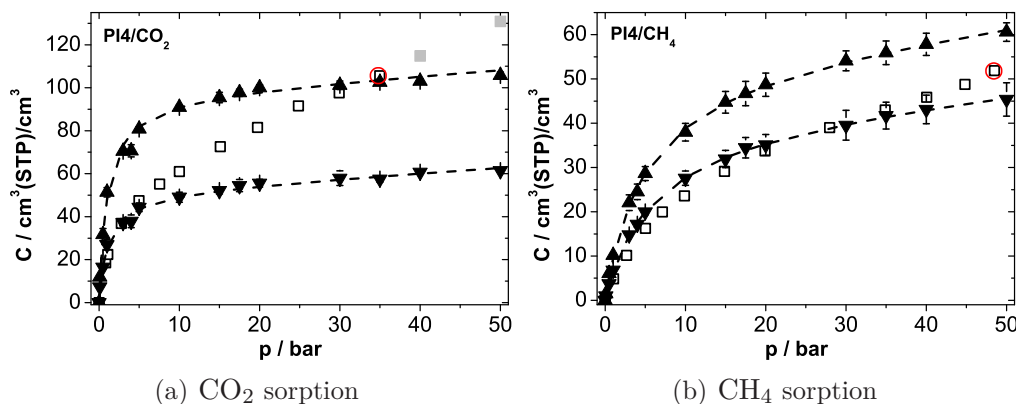 PI4/CO₂
C / cm³(STP)/cm³
120
100
80
60
40
20
0
0 10 20 30 40 50
p / bar
(a) CO₂ sorption
PI4/CH₄
C / cm³(STP)/cm³
60
50
40
30
20
10
0
0 10 20 30 40 50
p / bar
(b) CH₄ sorption